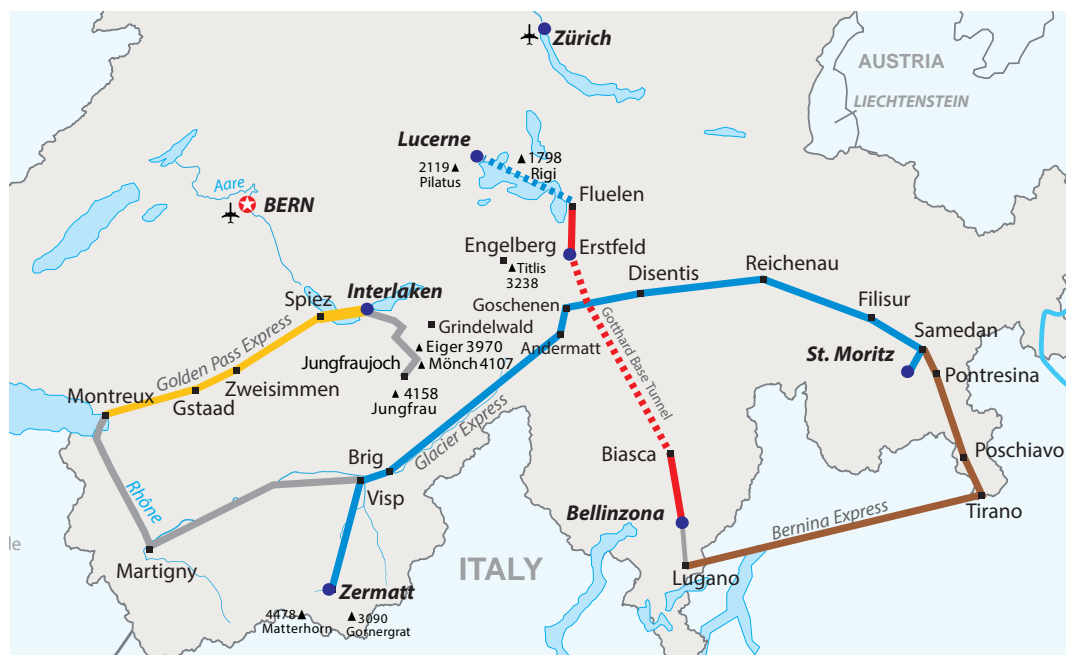 Zürich
AUSTRIA
LIECHTENSTEIN
Lucerne
1798
Rigi
2119
Pilatus
Aare
BERN
Fluelen
Engelberg
Erstfeld
Titlis
3238
Disentis
Reichenau
Interlaken
Spiez
Goschenen
Filisur
Grindelwald
Samedan
Golden Pass Express
Eiger 3970
Andermatt
Gotthard Base Tunnel
St. Moritz
Jungfraujoch
Mönch 4107
Pontresina
Zweisimmen
Montreux
Gstaad
4158
Jungfrau
Glacier Express
Brig
Biasca
Poschiavo
Rhône
Visp
Bellinzona
Bernina Express
Tirano
le
Martigny
ITALY
Lugano
Zermatt
4478
Matterhorn
3090
Gornergrat